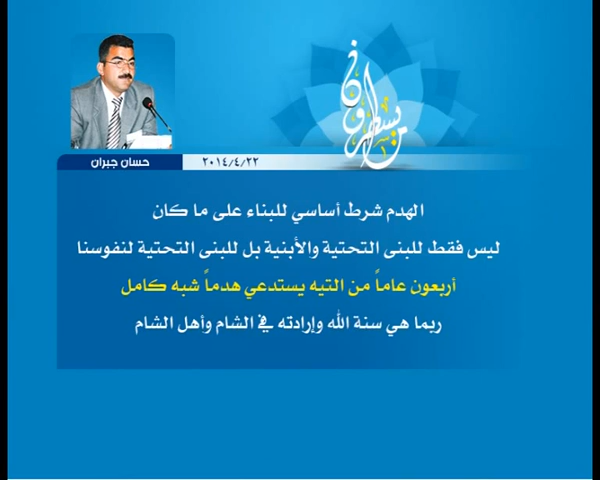 يسطرون
حسان جبران
٢٠١٤/٤/٢٢
الهدم شرط أساسي للبناء على ما كان
ليس فقط للبنى التحتية والأبنية بل للبنى التحتية لنفوسنا
أربعون عاماً من التيه يستدعي هدماً شبه كامل
ربما هي سنة الله وإرادته في الشام وأهل الشام